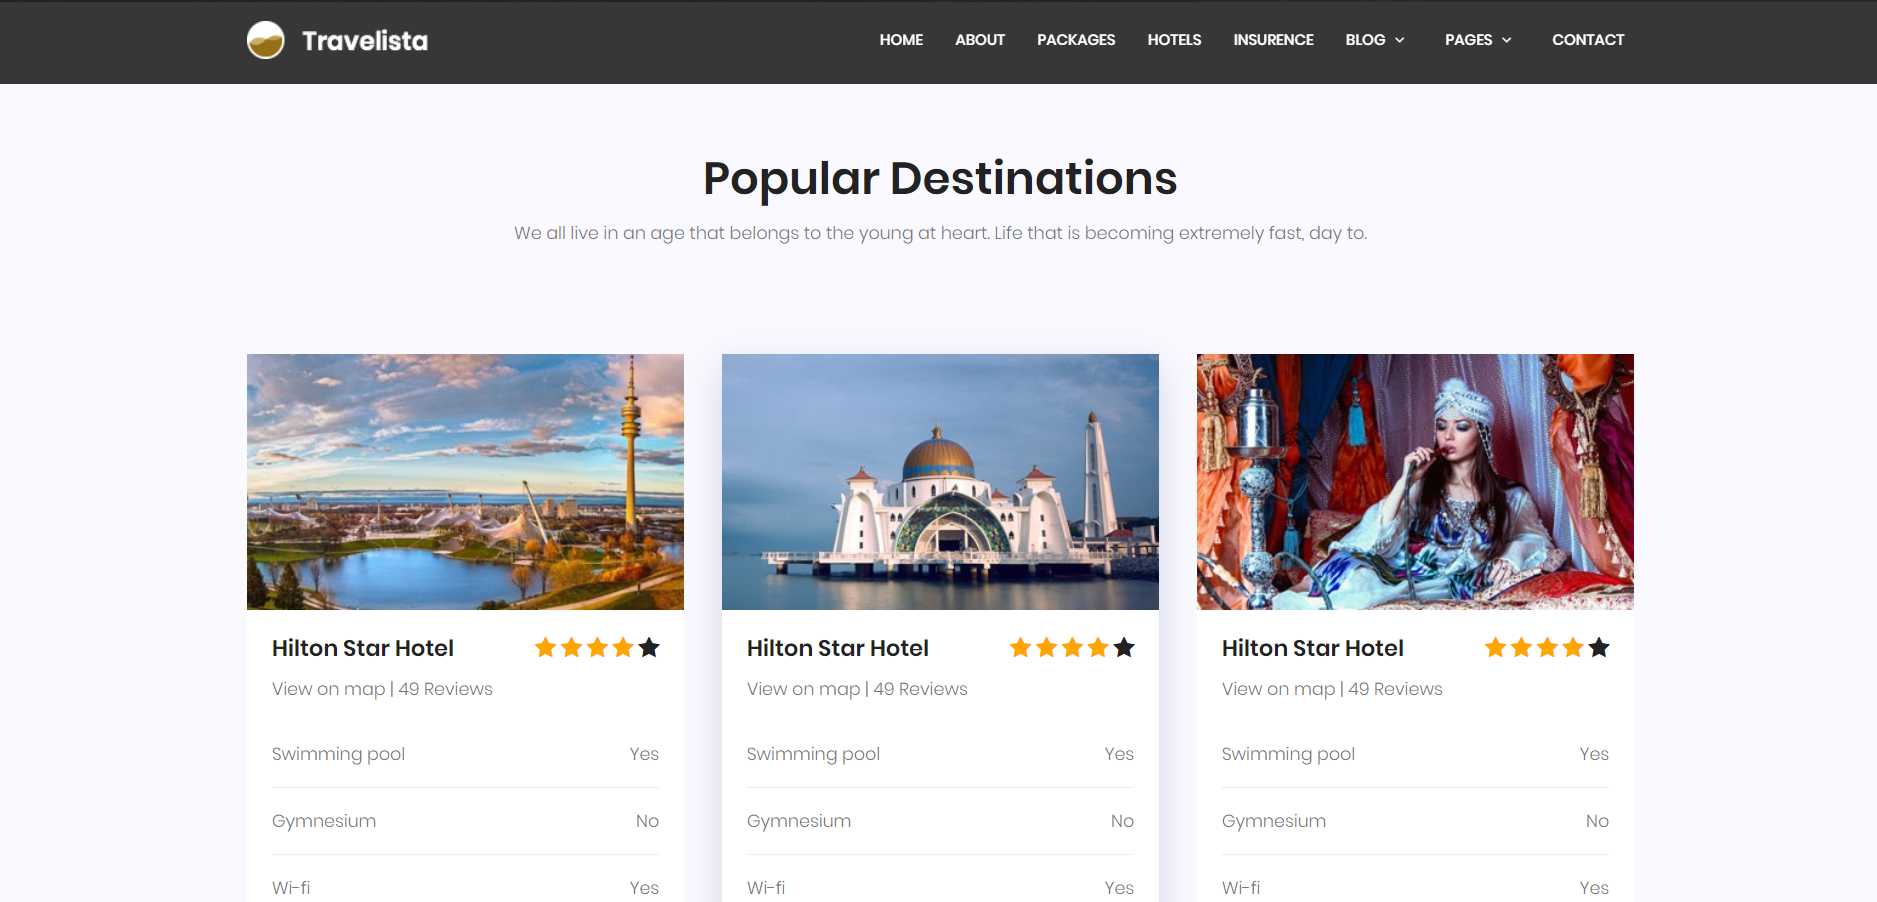 Travelista
HOME ABOUT PACKAGES HOTELS INSURENCE BLOG PAGES CONTACT
Popular Destinations
We all live in an age that belongs to the young at heart. Life that is becoming extremely fast, day to.
Hilton Star Hotel
View on map | 49 Reviews
Swimming pool Yes
Gymnesium No
Wi-fi Yes
Hilton Star Hotel
View on map | 49 Reviews
Swimming pool Yes
Gymnesium No
Wi-fi Yes
Hilton Star Hotel
View on map | 49 Reviews
Swimming pool Yes
Gymnesium No
Wi-fi Yes